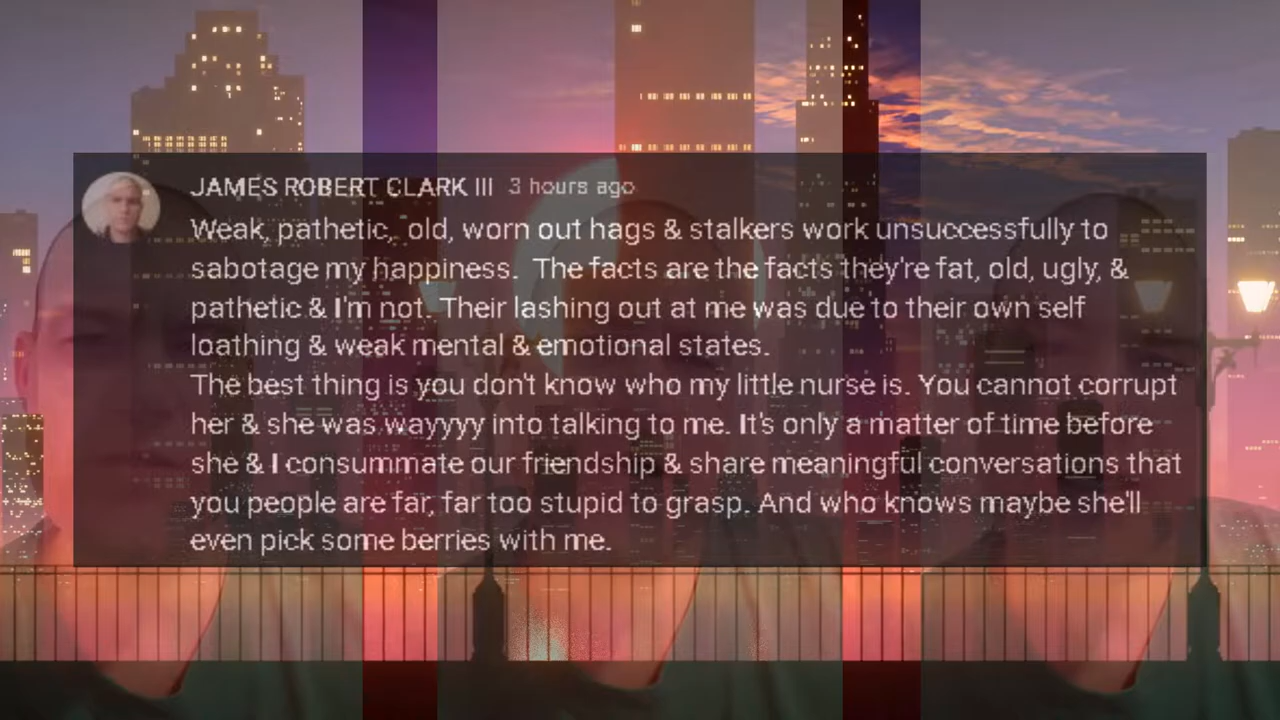 JAMES ROBERT CLARK III 3 hours ago
Weak, pathetic, old, worn out hags & stalkers work unsuccessfully to
sabotage my happiness. The facts are the facts they're fat, old, ugly, &
pathetic & I'm not. Their lashing out at me was due to their own self
loathing & weak mental & emotional states.
The best thing is you don't know who my little nurse is. You cannot corrupt
her & she was wayyyy into talking to me. It's only a matter of time before
she & I consummate our friendship & share meaningful conversations that
you people are far, far too stupid to grasp. And who knows maybe she'll
even pick some berries with me.